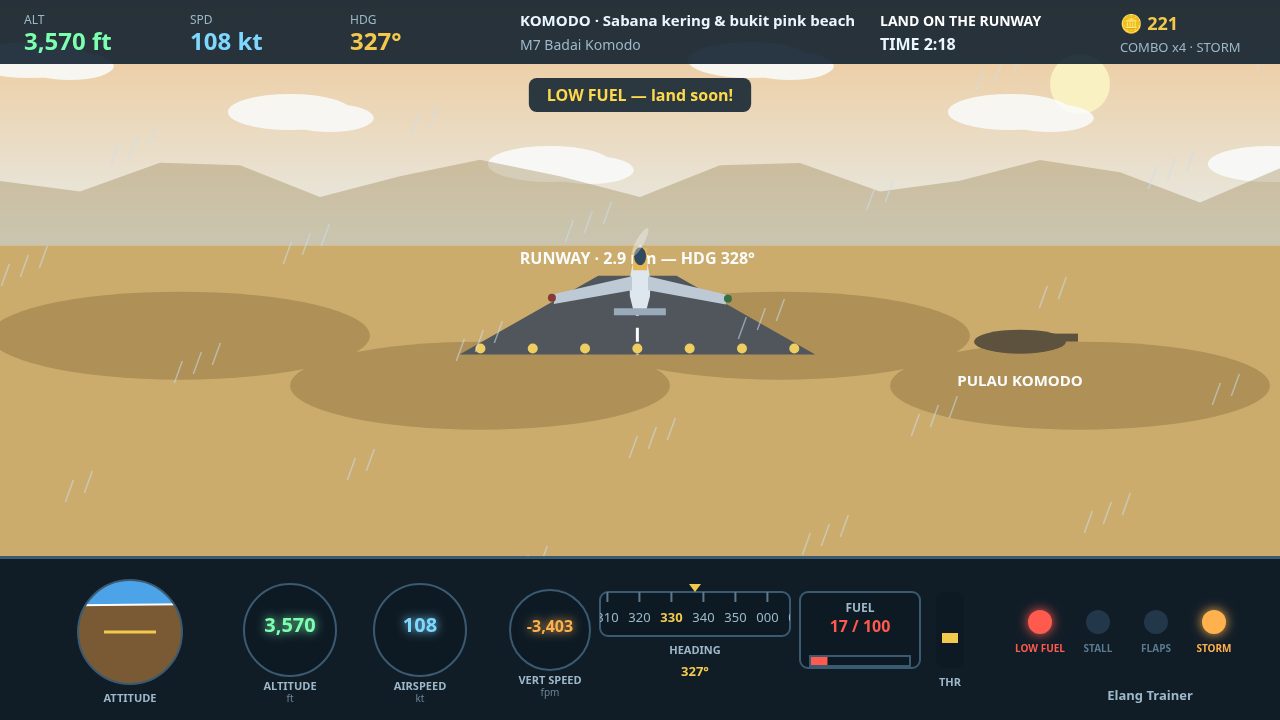 ALT
3,570 ft
SPD
108 kt
HDG
327°
KOMODO · Sabana kering & bukit pink beach
M7 Badai Komodo
LAND ON THE RUNWAY
TIME 2:18
221
COMBO x4 · STORM
LOW FUEL — land soon!
RUNWAY · 2.9 — HDG 328°
PULAU KOMODO
ATTITUDE
3,570
ALTITUDE
ft
108
AIRSPEED
kt
-3,403
VERT SPEED
fpm
310 320 330 340 350 000
HEADING
327°
FUEL
17 / 100
THR
LOW FUEL
STALL
FLAPS
STORM
Elang Trainer